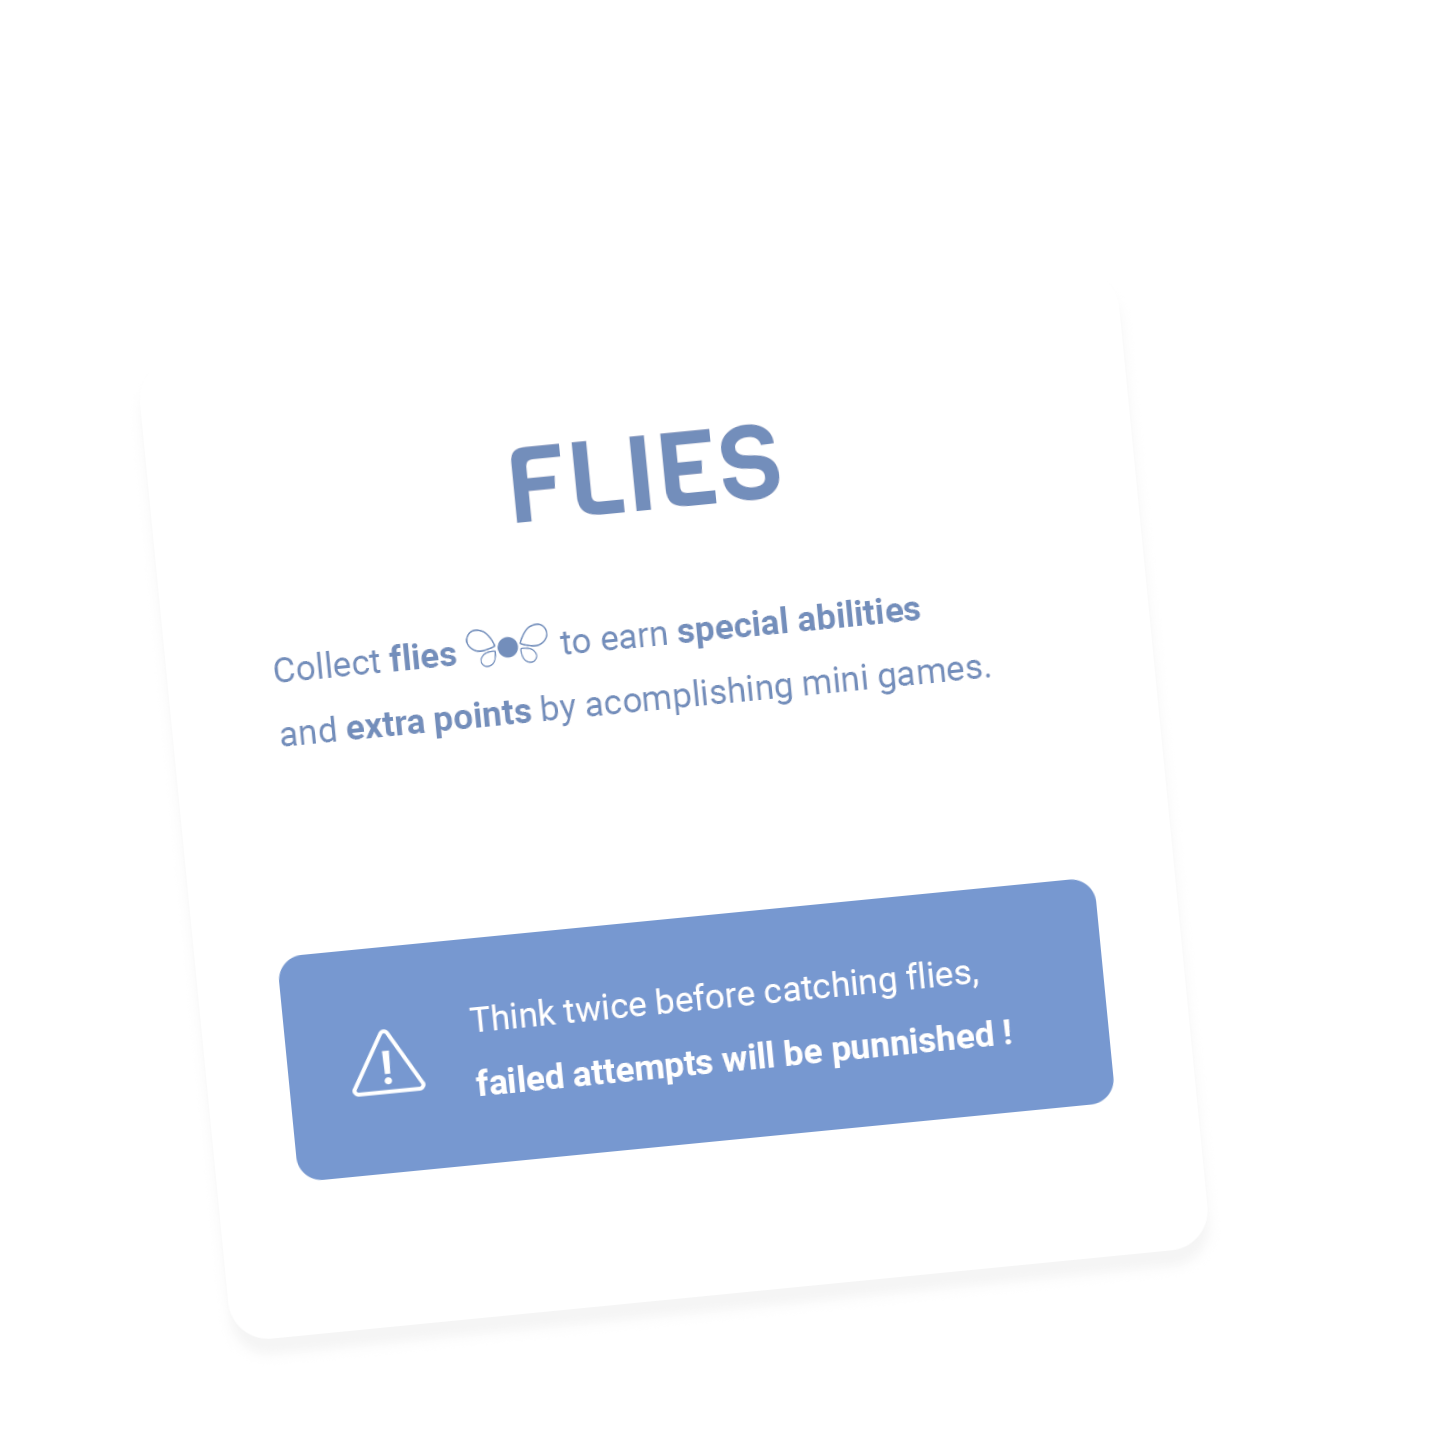 FLIES
Collect flies to earn special abilities
and extra points by acomplishing mini games.
Think twice before catching flies,
failed attempts will be punnished !